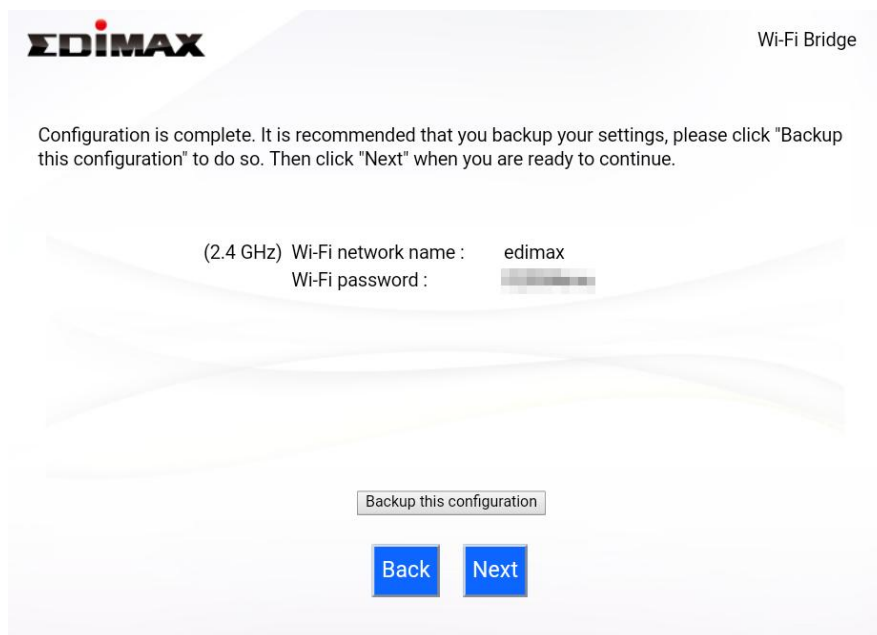 EDIMAX
Wi-Fi Bridge
Configuration is complete. It is recommended that you backup your settings, please click "Backup
this configuration" to do so. Then click "Next" when you are ready to continue.
(2.4 GHz) Wi-Fi network name : edimax
Wi-Fi password :
Backup this configuration
Back Next